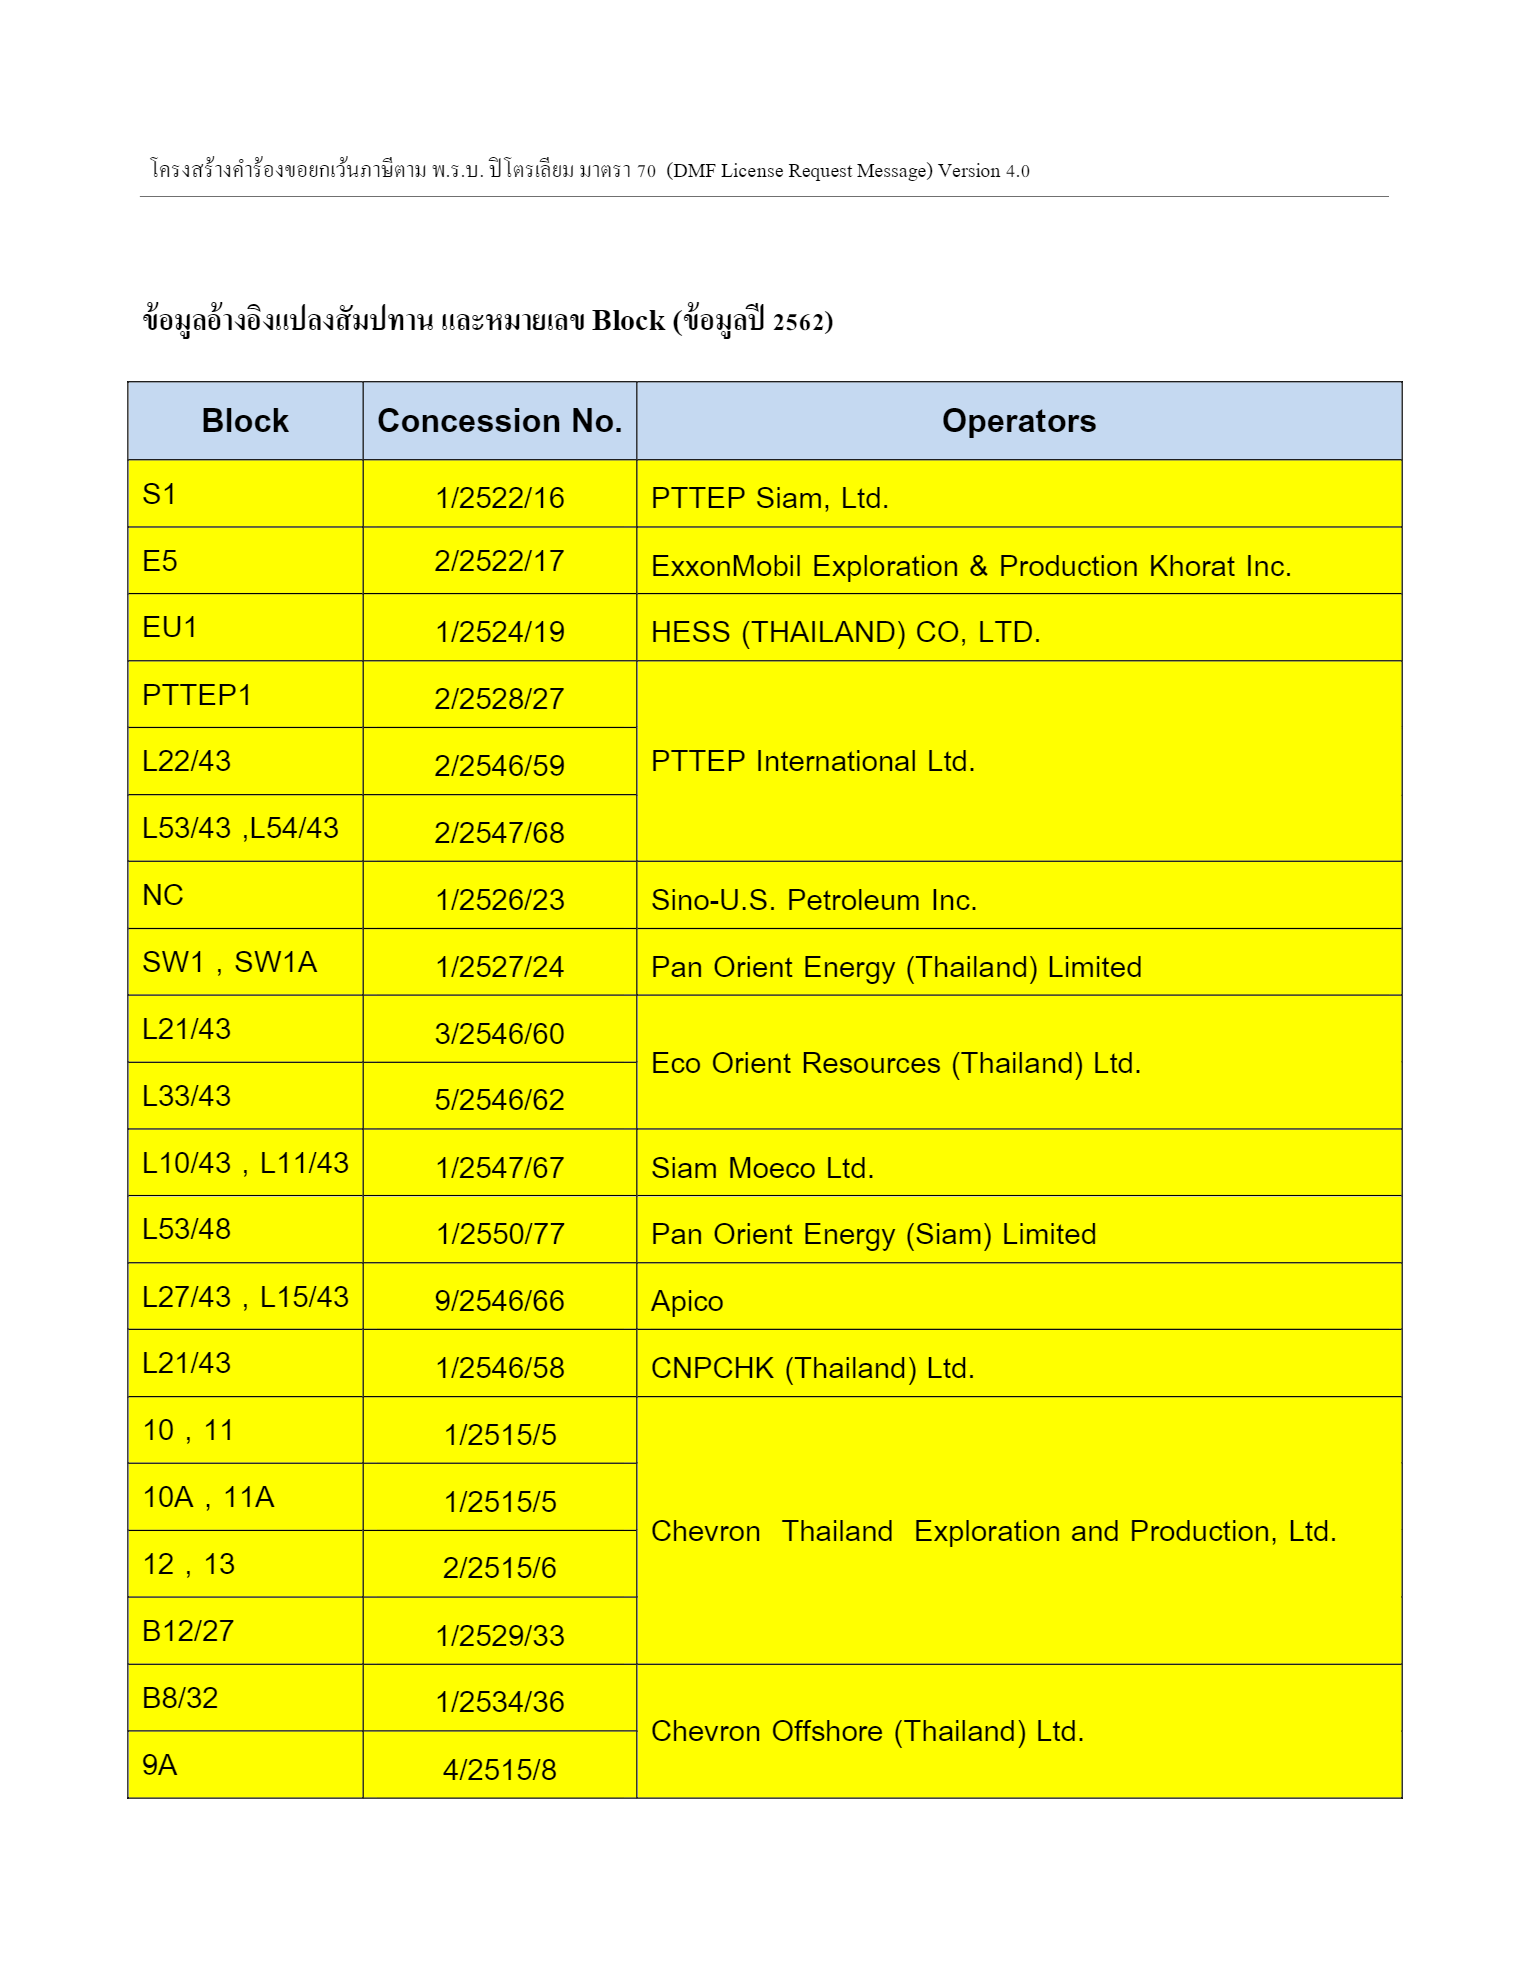 โครงสร้างคำร้องขอยกเว้นภาษีตาม พ.ร.บ. ปิโตรเลียม มาตรา 70 (DMF License Request Message) Version 4.0
ข้อมูลอ้างอิงแปลงสัมปทาน และหมายเลข Block (ข้อมูลปี 2562)
Block Concession No. Operators
S1 1/2522/16 PTTEP Siam, Ltd.
E5 2/2522/17 ExxonMobil Exploration & Production Khorat Inc.
EU1 1/2524/19 HESS (THAILAND) CO, LTD.
PTTEP1 2/2528/27
L22/43 2/2546/59 PTTEP International Ltd.
L53/43 ,L54/43 2/2547/68
NC 1/2526/23 Sino-U.S. Petroleum Inc.
SW1 , SW1A 1/2527/24 Pan Orient Energy (Thailand) Limited
L21/43 3/2546/60 Eco Orient Resources (Thailand) Ltd.
L33/43 5/2546/62
L10/43 , L11/43 1/2547/67 Siam Moeco Ltd.
L53/48 1/2550/77 Pan Orient Energy (Siam) Limited
L27/43 , L15/43 9/2546/66 Apico
L21/43 1/2546/58 CNPCHK (Thailand) Ltd.
10 , 11 1/2515/5
10A , 11A 1/2515/5 Chevron Thailand Exploration and Production, Ltd.
12 , 13 2/2515/6
B12/27 1/2529/33
B8/32 1/2534/36 Chevron Offshore (Thailand) Ltd.
9A 4/2515/8